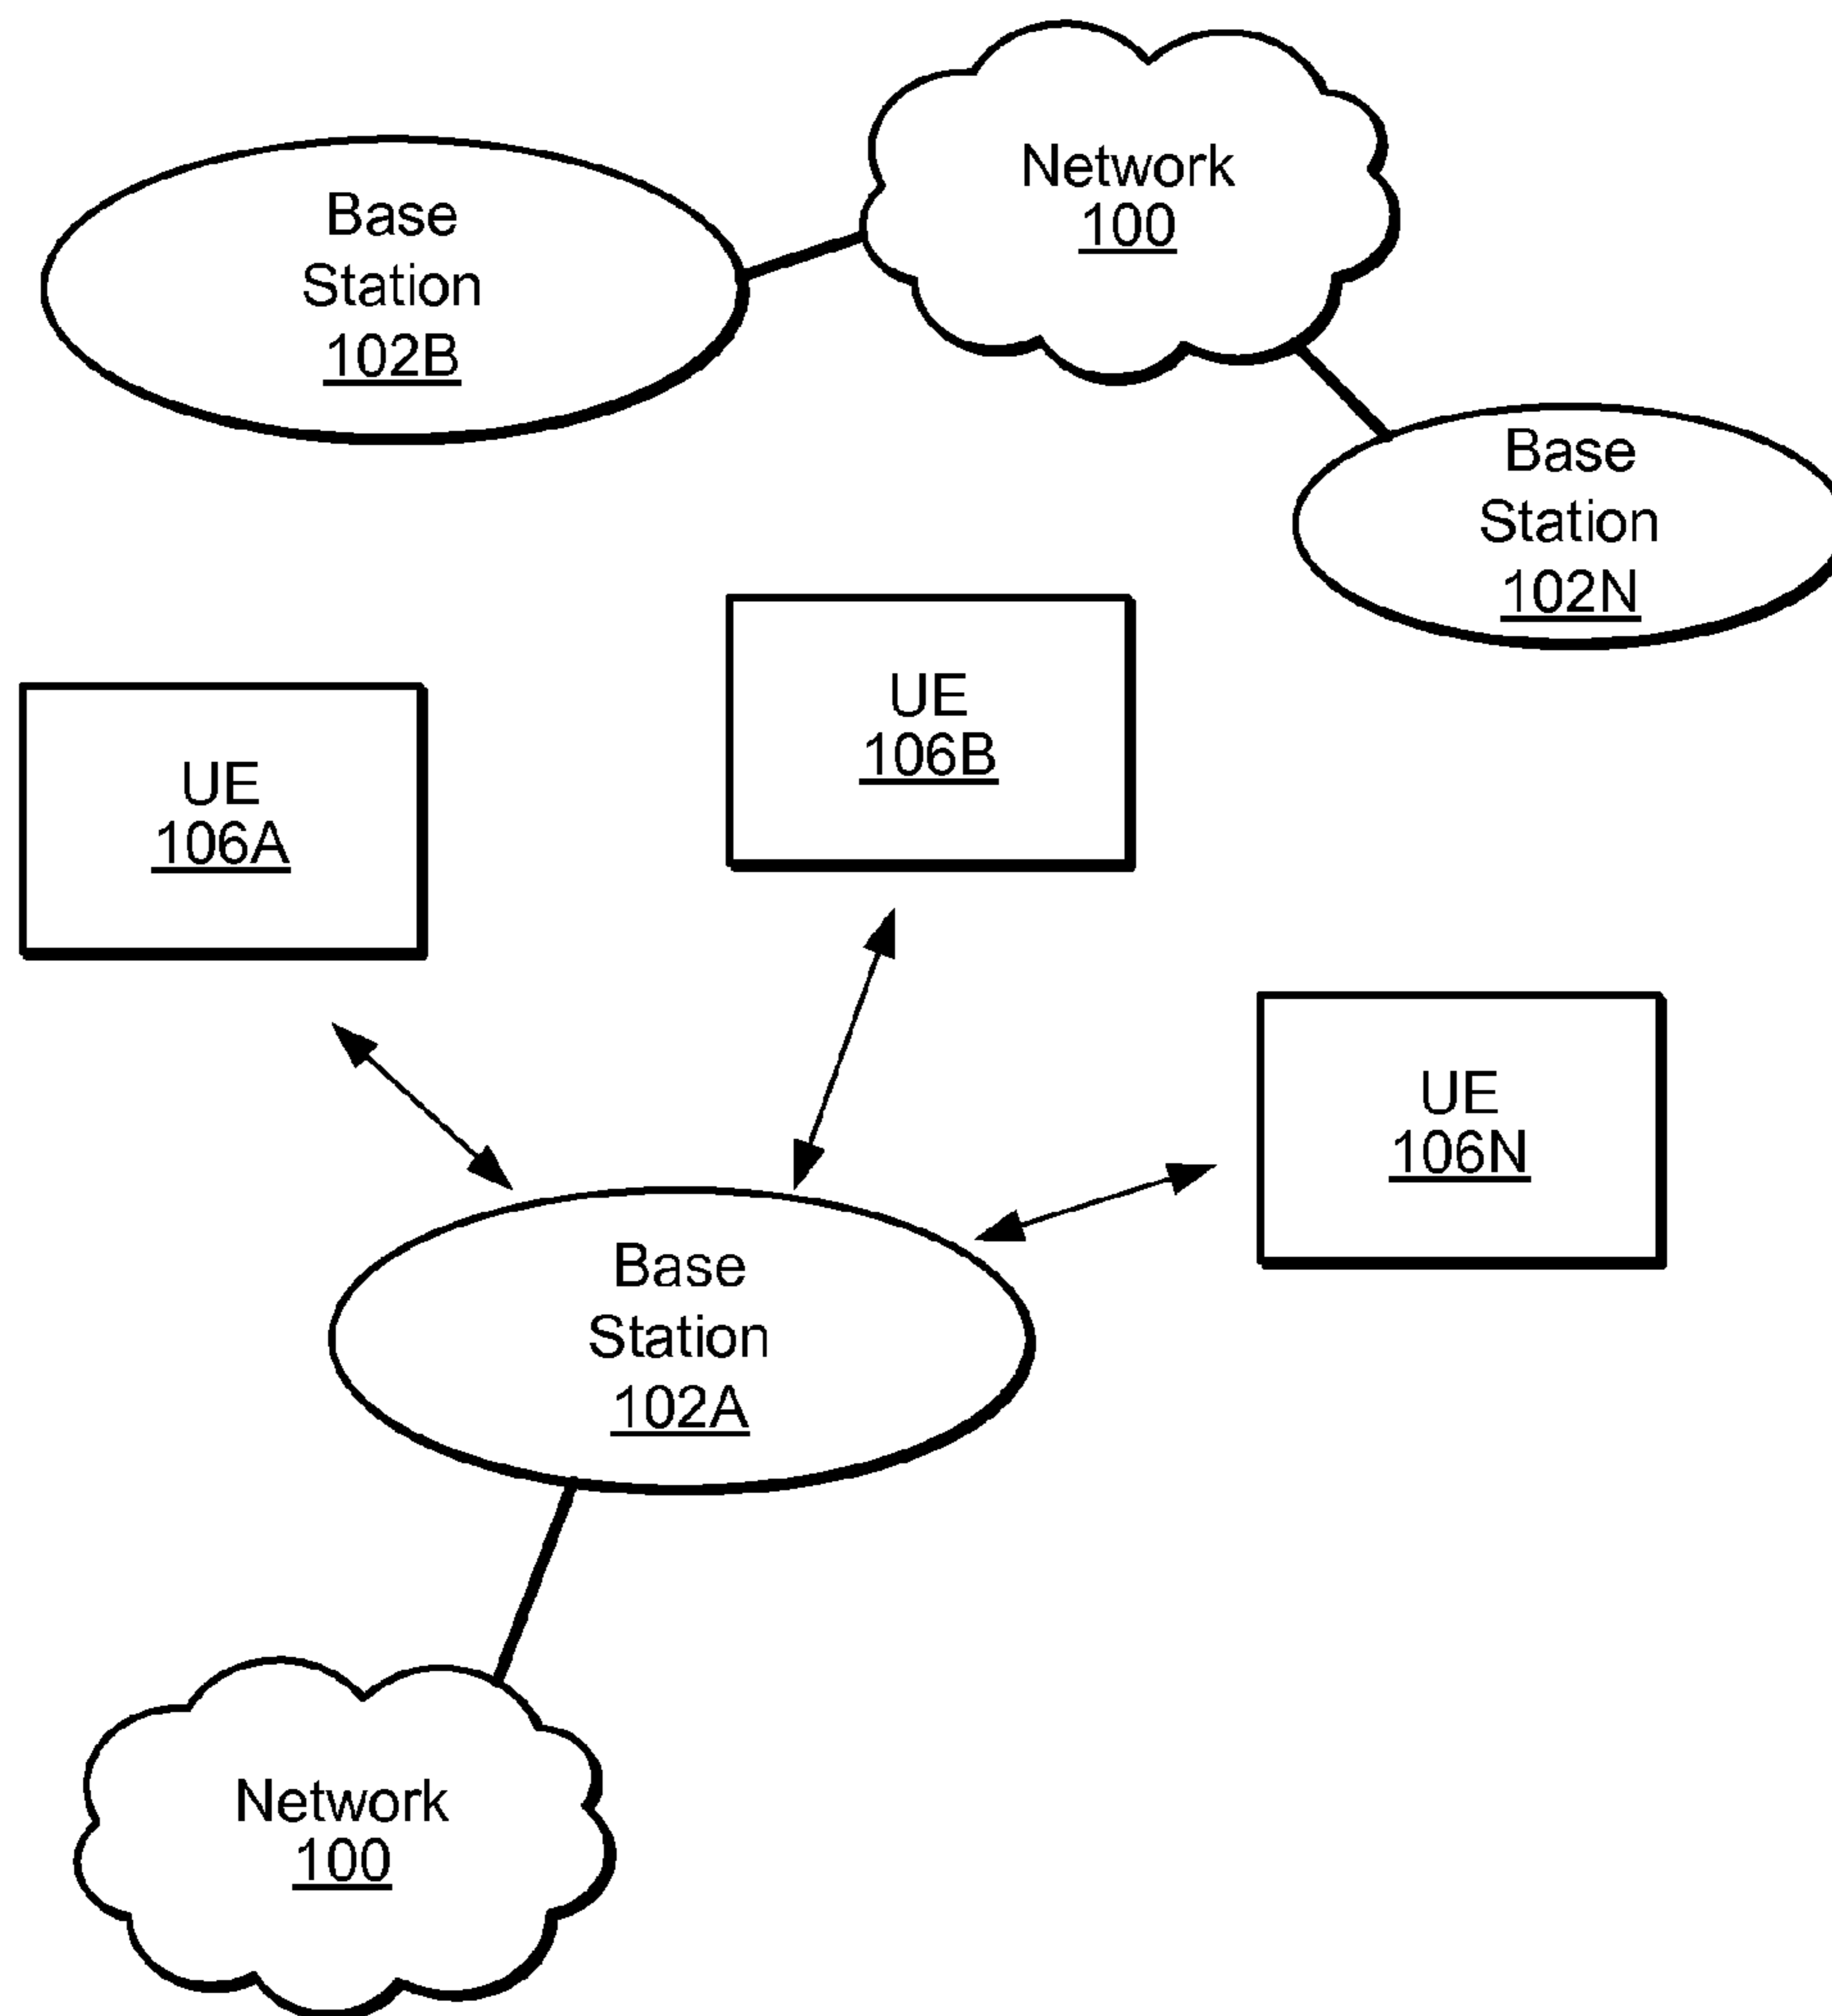 Network
100
Base
Station
102B
Base
Station
102N
UE
106B
UE
106A
UE
106N
Base
Station
102A
Network
100